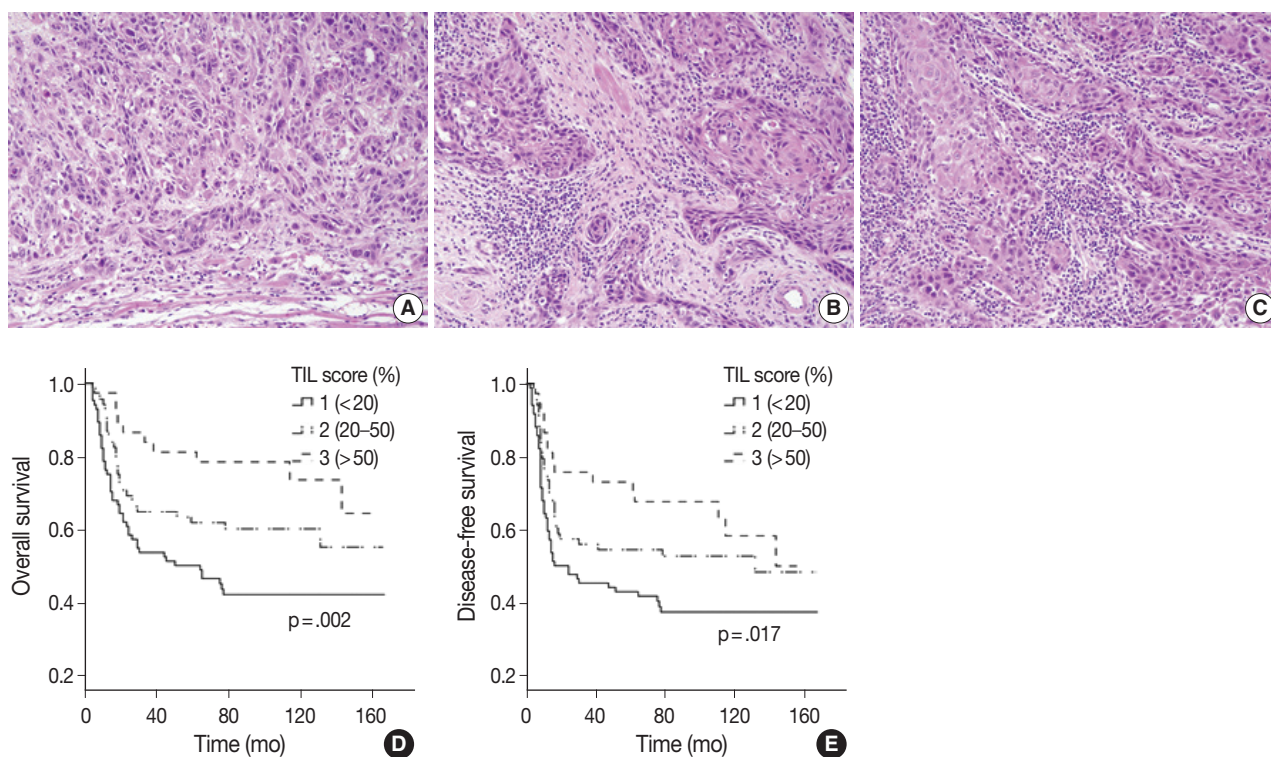 A
B
C
TIL score (%)
1 (<20)
2 (20–50)
3 (>50)
1.0
0.8
0.6
0.4
0.2
Overall survival
p=.002
0
40
80
120
160
Time (mo)
D
TIL score (%)
1 (<20)
2 (20–50)
3 (>50)
1.0
0.8
0.6
0.4
0.2
Disease-free survival
p=.017
0
40
80
120
160
Time (mo)
E